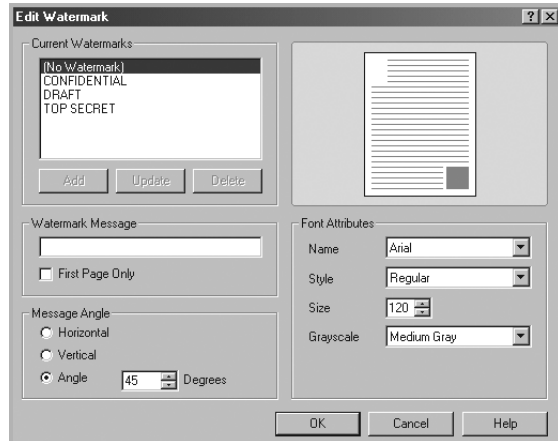 Edit Watermark
Current Watermarks
(No Watermark)
CONFIDENTIAL
DRAFT
TOP SECRET
Add Update Delete
Watermark Message
First Page Only
Message Angle
Horizontal
Vertical
Angle 45 Degrees
Font Attributes
Name Arial
Style Regular
Size 120
Grayscale Medium Gray
OK Cancel Help